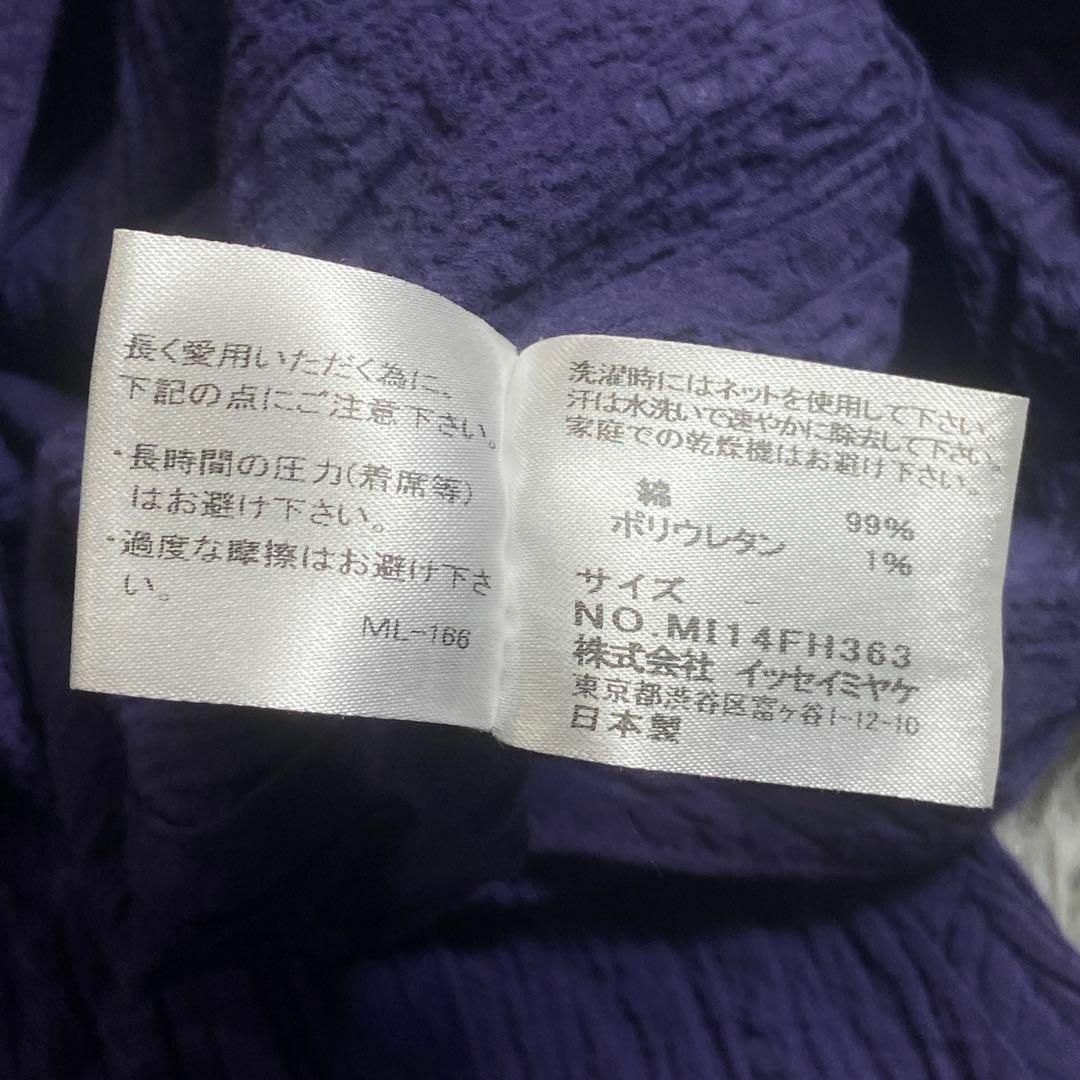 長く愛用いただく為に、
下記の点にご注意下さい。
・長時間の圧力(着席等)
はお避け下さい。
・過度な摩擦はお避け下さ
い。
ML-166
洗濯時にはネットを使用して下さい。
汗は水洗いで速やかに除去して下さい。
家庭での乾燥機はお避け下さい。
綿 99%
ポリウレタン 1%
サイズ –
NO.MI14FH363
株式会社 イッセイミヤケ
東京都渋谷区富ヶ谷1-12-10
日本製